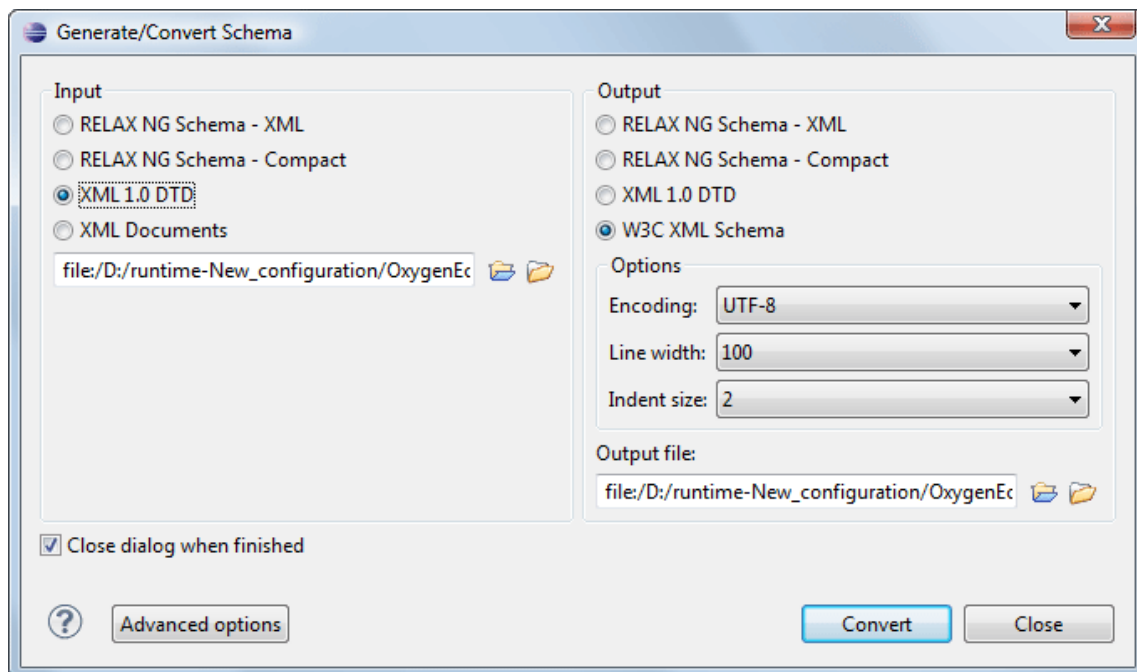 Generate/Convert Schema
Input
RELAX NG Schema - XML
RELAX NG Schema - Compact
XML 1.0 DTD
XML Documents
file:/D:/runtime-New_configuration/OxygenEc
Output
RELAX NG Schema - XML
RELAX NG Schema - Compact
XML 1.0 DTD
W3C XML Schema
Options
Encoding: UTF-8
Line width: 100
Indent size: 2
Output file:
file:/D:/runtime-New_configuration/OxygenEc
Close dialog when finished
? Advanced options Convert Close